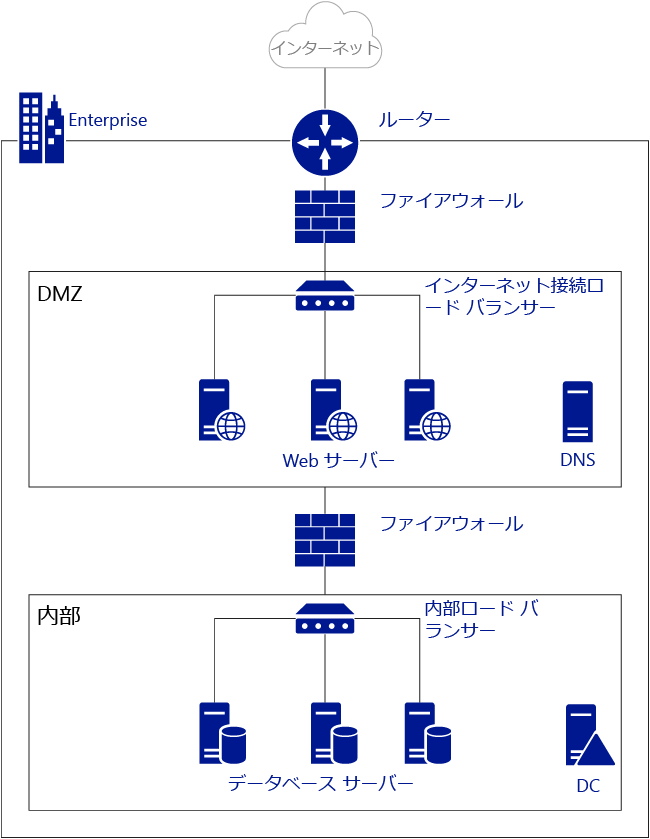 インターネット
Enterprise
ルーター
ファイアウォール
DMZ
インターネット接続ロ
ード バランサー
Web サーバー
DNS
ファイアウォール
内部
内部ロード バ
ランサー
データベース サーバー
DC